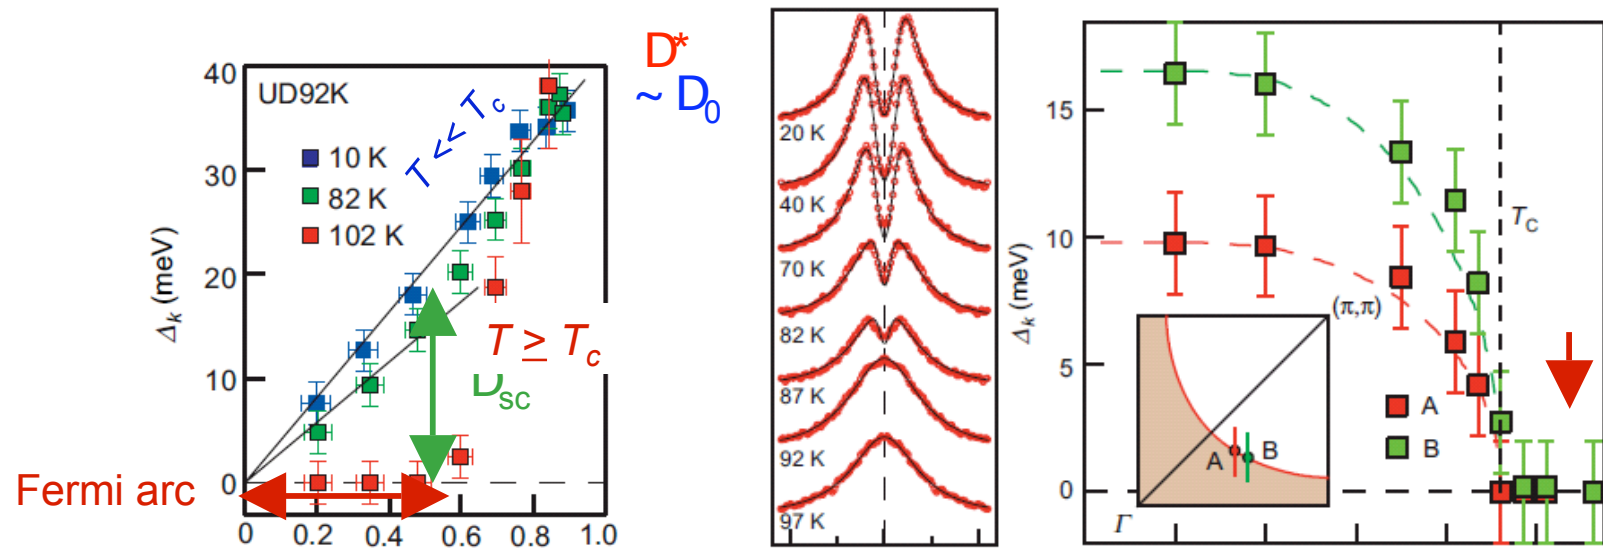 D*
~ D0
40
30
20
10
0
Δk (meV)
UD92K
10 K
82 K
102 K
T << Tc
T ≥ Tc
Dsc
Fermi arc
0 0.2 0.4 0.6 0.8 1.0
20 K
40 K
70 K
82 K
87 K
92 K
97 K
15
10
5
0
Δk (meV)
TC
(π,π)
A B
Γ
A
B